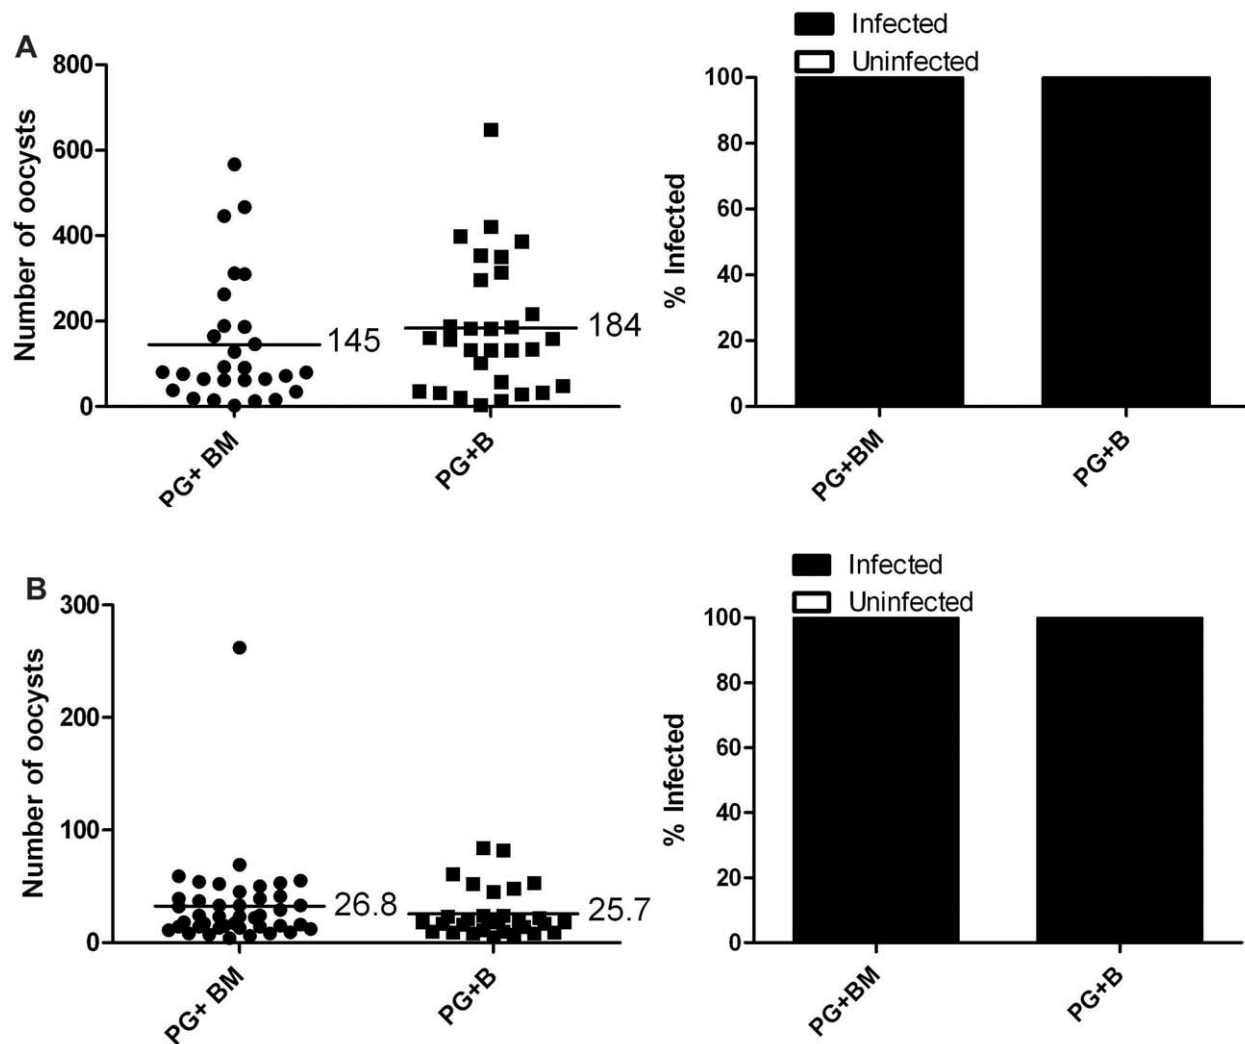 A
Number of oocysts
800
600
400
200
0
145
184
PG+ BM
PG+B
Infected
Uninfected
% Infected
100
80
60
40
20
0
PG+BM
PG+B
B
Number of oocysts
300
200
100
0
26.8
25.7
PG+ BM
PG+B
Infected
Uninfected
% Infected
100
80
60
40
20
0
PG+BM
PG+B